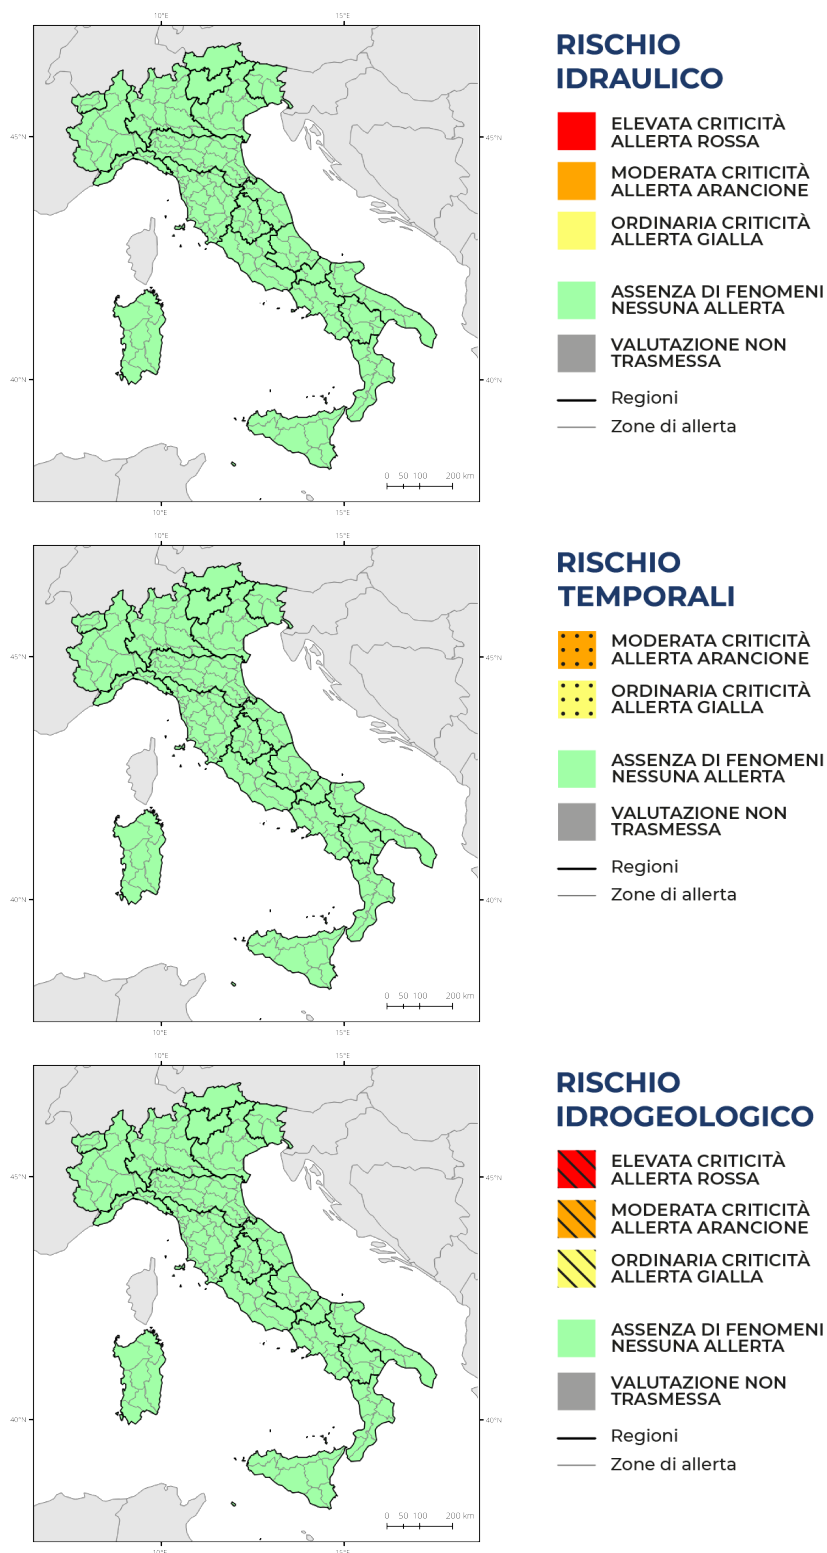 10°E 15°E
45°N 45°N
40°N 40°N
0 50 100 200 km
10°E 15°E
RISCHIO
IDRAULICO
ELEVATA CRITICITÀ
ALLERTA ROSSA
MODERATA CRITICITÀ
ALLERTA ARANCIONE
ORDINARIA CRITICITÀ
ALLERTA GIALLA
ASSENZA DI FENOMENI
NESSUNA ALLERTA
VALUTAZIONE NON
TRASMESSA
Regioni
Zone di allerta
10°E 15°E
45°N 45°N
40°N 40°N
0 50 100 200 km
10°E 15°E
RISCHIO
TEMPORALI
MODERATA CRITICITÀ
ALLERTA ARANCIONE
ORDINARIA CRITICITÀ
ALLERTA GIALLA
ASSENZA DI FENOMENI
NESSUNA ALLERTA
VALUTAZIONE NON
TRASMESSA
Regioni
Zone di allerta
10°E 15°E
45°N 45°N
40°N 40°N
0 50 100 200 km
10°E 15°E
RISCHIO
IDROGEOLOGICO
ELEVATA CRITICITÀ
ALLERTA ROSSA
MODERATA CRITICITÀ
ALLERTA ARANCIONE
ORDINARIA CRITICITÀ
ALLERTA GIALLA
ASSENZA DI FENOMENI
NESSUNA ALLERTA
VALUTAZIONE NON
TRASMESSA
Regioni
Zone di allerta